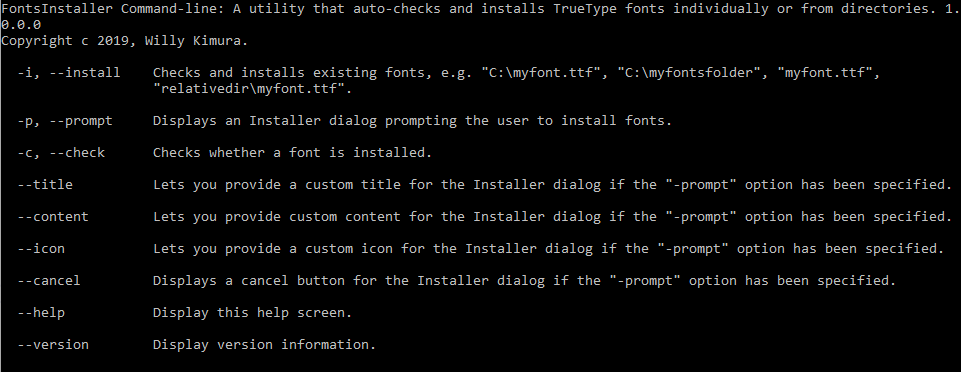 FontsInstaller Command-line: A utility that auto-checks and installs TrueType fonts individually or from directories. 1.
0.0.0
Copyright c 2019, Willy Kimura.
-i, --install    Checks and installs existing fonts, e.g. "C:\myfont.ttf", "C:\myfontsfolder", "myfont.ttf",
"relativedir\myfont.ttf".
-p, --prompt     Displays an Installer dialog prompting the user to install fonts.
-c, --check      Checks whether a font is installed.
--title          Lets you provide a custom title for the Installer dialog if the "-prompt" option has been specified.
--content        Lets you provide custom content for the Installer dialog if the "-prompt" option has been specified.
--icon           Lets you provide a custom icon for the Installer dialog if the "-prompt" option has been specified.
--cancel         Displays a cancel button for the Installer dialog if the "-prompt" option has been specified.
--help           Display this help screen.
--version        Display version information.